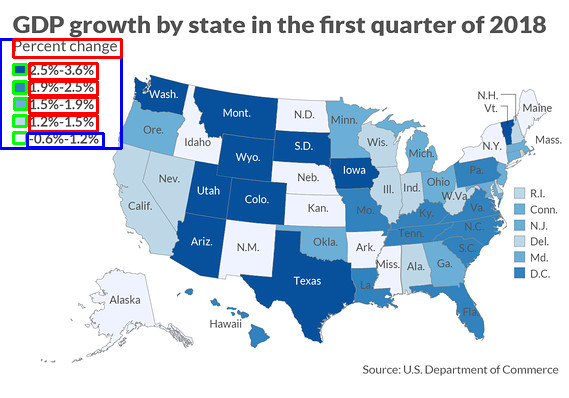 GDP growth by state in the first quarter of 2018
Percent change
2.5%-3.6%
1.9%-2.5%
1.5%-1.9%
1.2%-1.5%
-0.6%-1.2%
Wash.
Mont.
N.D.
Minn.
N.H.
Vt.
Maine
Ore.
Idaho
S.D.
Wis.
Mich.
N.Y.
Mass.
Wyo.
Neb.
Iowa
Pa.
Nev.
Utah
Colo.
Kan.
Mo.
Ill.
Ind.
Ohio
W.Va.
Va.
Calif.
Ky.
Ariz.
N.M.
Okla.
Ark.
Tenn.
N.C.
S.C.
Texas
La.
Miss.
Ala.
Ga.
Fla.
Alaska
Hawaii
R.I.
Conn.
N.J.
Del.
Md.
D.C.
Source: U.S. Department of Commerce